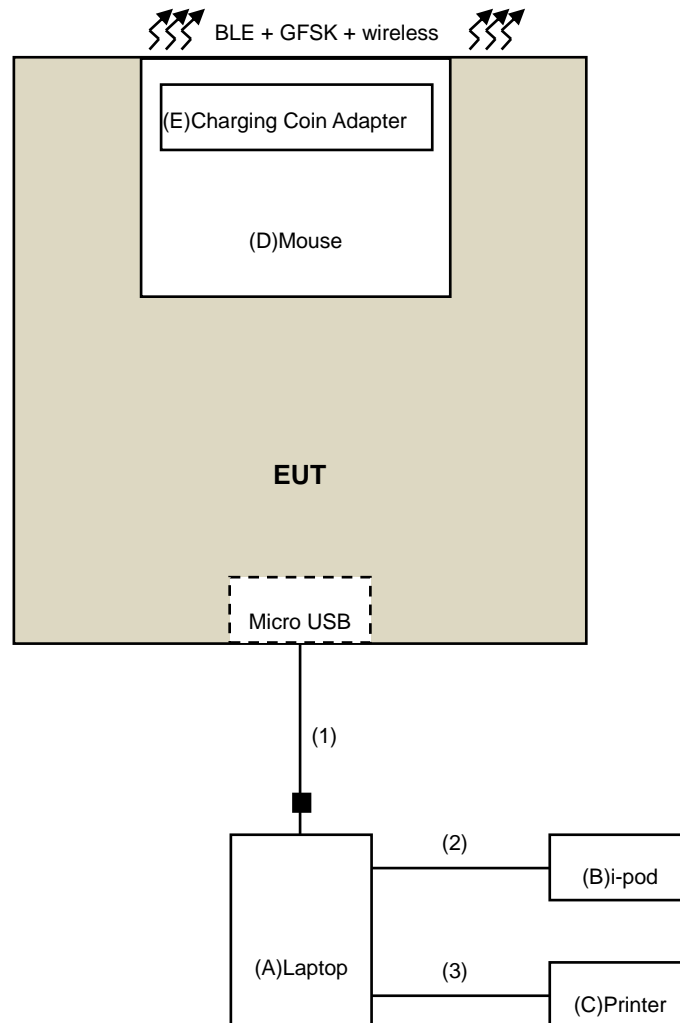 BLE + GFSK + wireless
(E)Charging Coin Adapter
(D)Mouse
EUT
Micro USB
(1)
(2)
(B)i-pod
(A)Laptop
(3)
(C)Printer